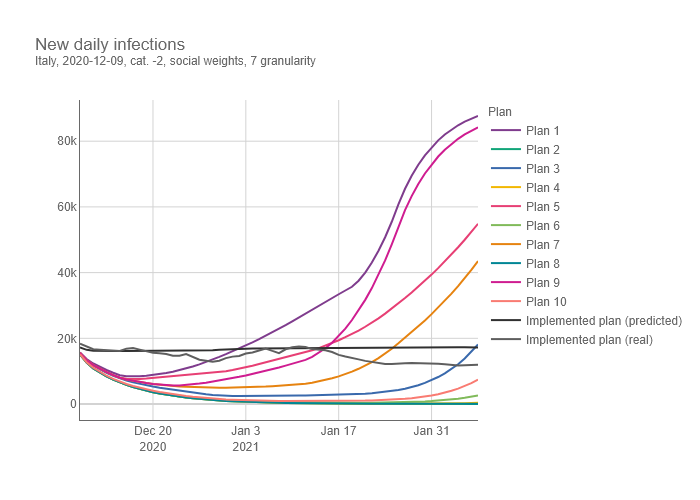 New daily infections
Italy, 2020-12-09, cat. -2, social weights, 7 granularity
Plan
Plan 1
Plan 2
Plan 3
Plan 4
Plan 5
Plan 6
Plan 7
Plan 8
Plan 9
Plan 10
Implemented plan (predicted)
Implemented plan (real)
80k
60k
40k
20k
0
Dec 20
2020
Jan 3
2021
Jan 17
Jan 31